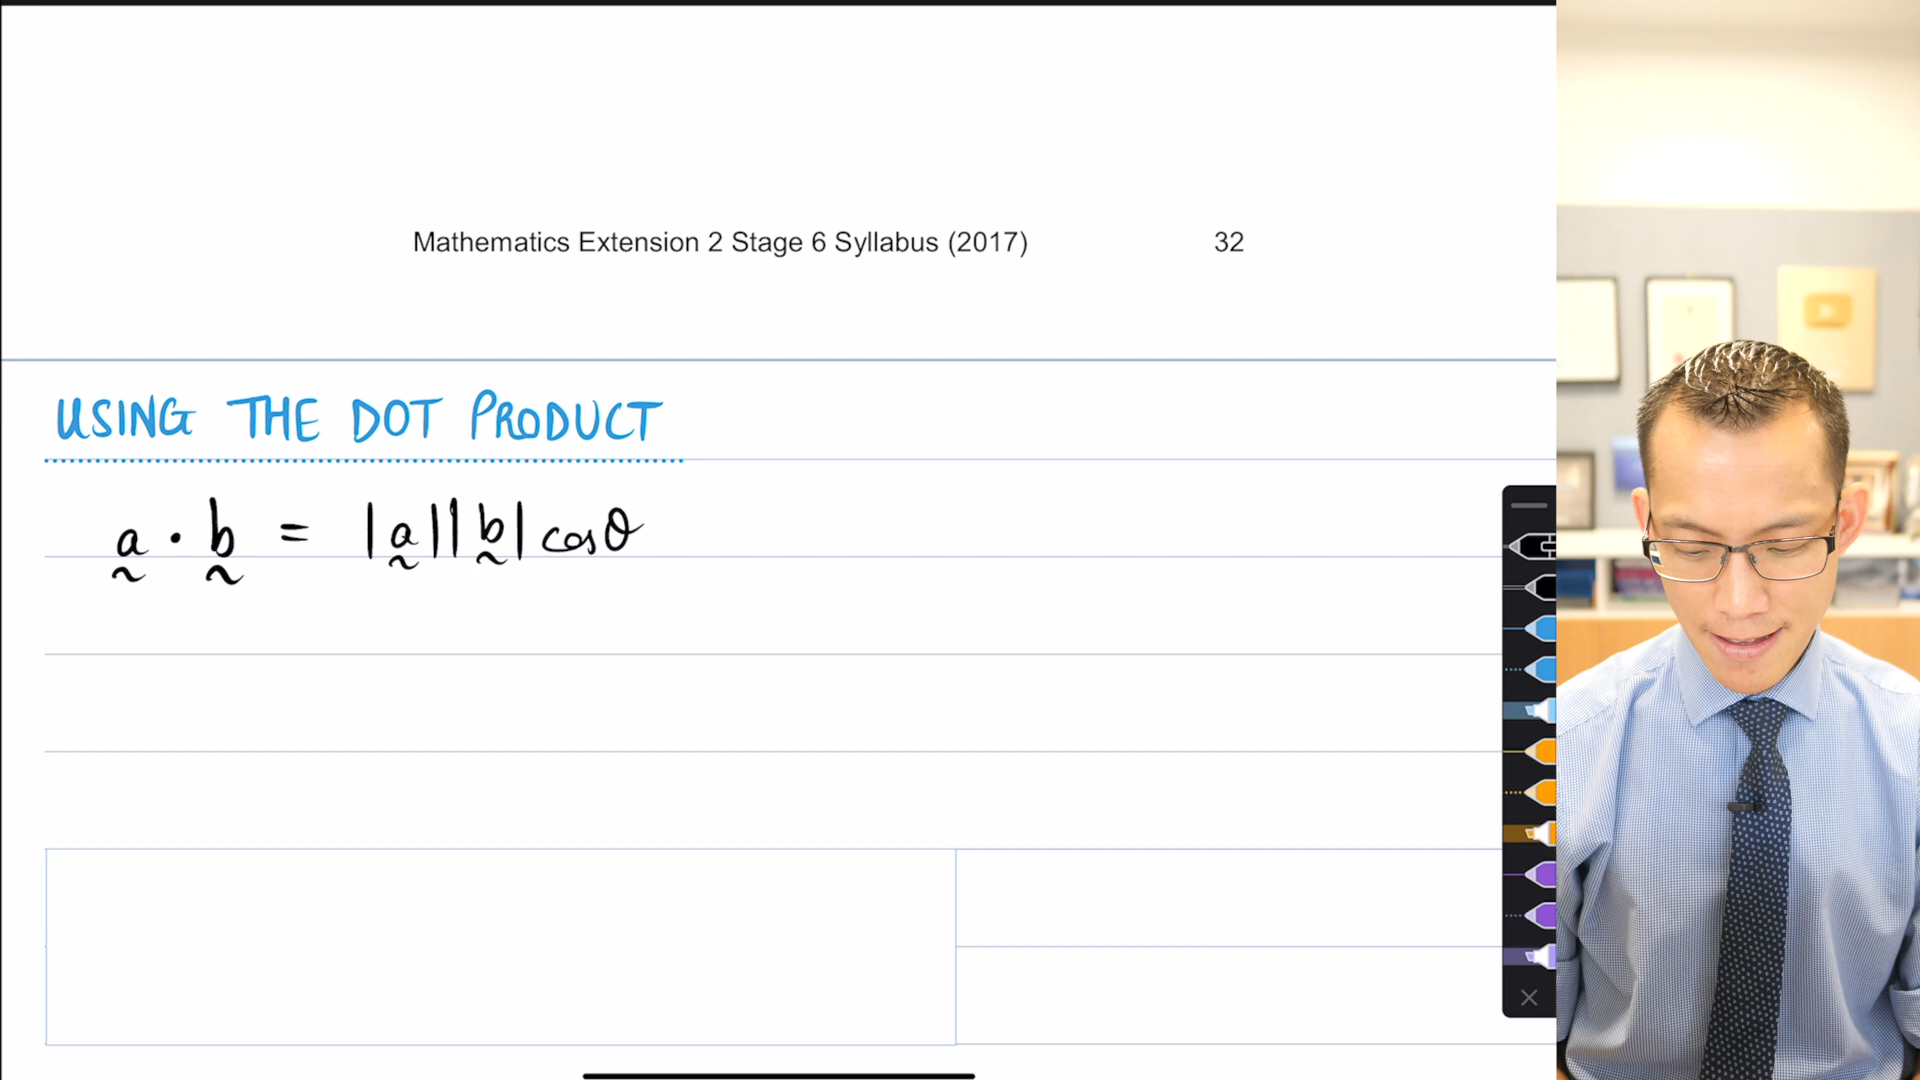 Mathematics Extension 2 Stage 6 Syllabus (2017) 32
USING THE DOT PRODUCT
a̰ · b̰ = |a̰||b̰| cosθ